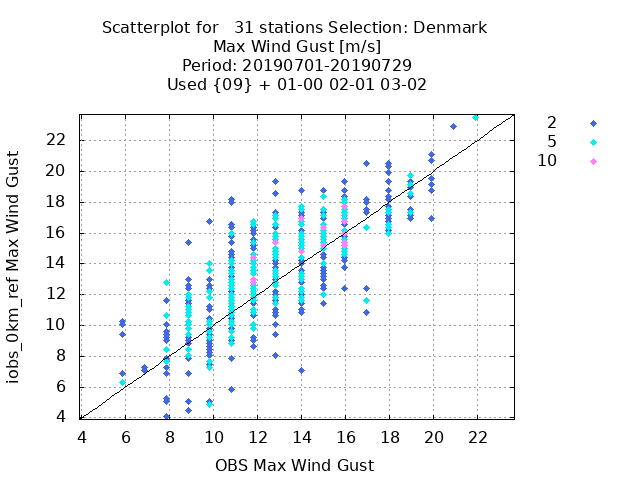 Scatterplot for   31 stations Selection: Denmark
Max Wind Gust [m/s]
Period: 20190701-20190729
Used {09} + 01-00 02-01 03-02
2
5
10
iobs_0km_ref Max Wind Gust
22
20
18
16
14
12
10
8
6
4
4 6 8 10 12 14 16 18 20 22
OBS Max Wind Gust